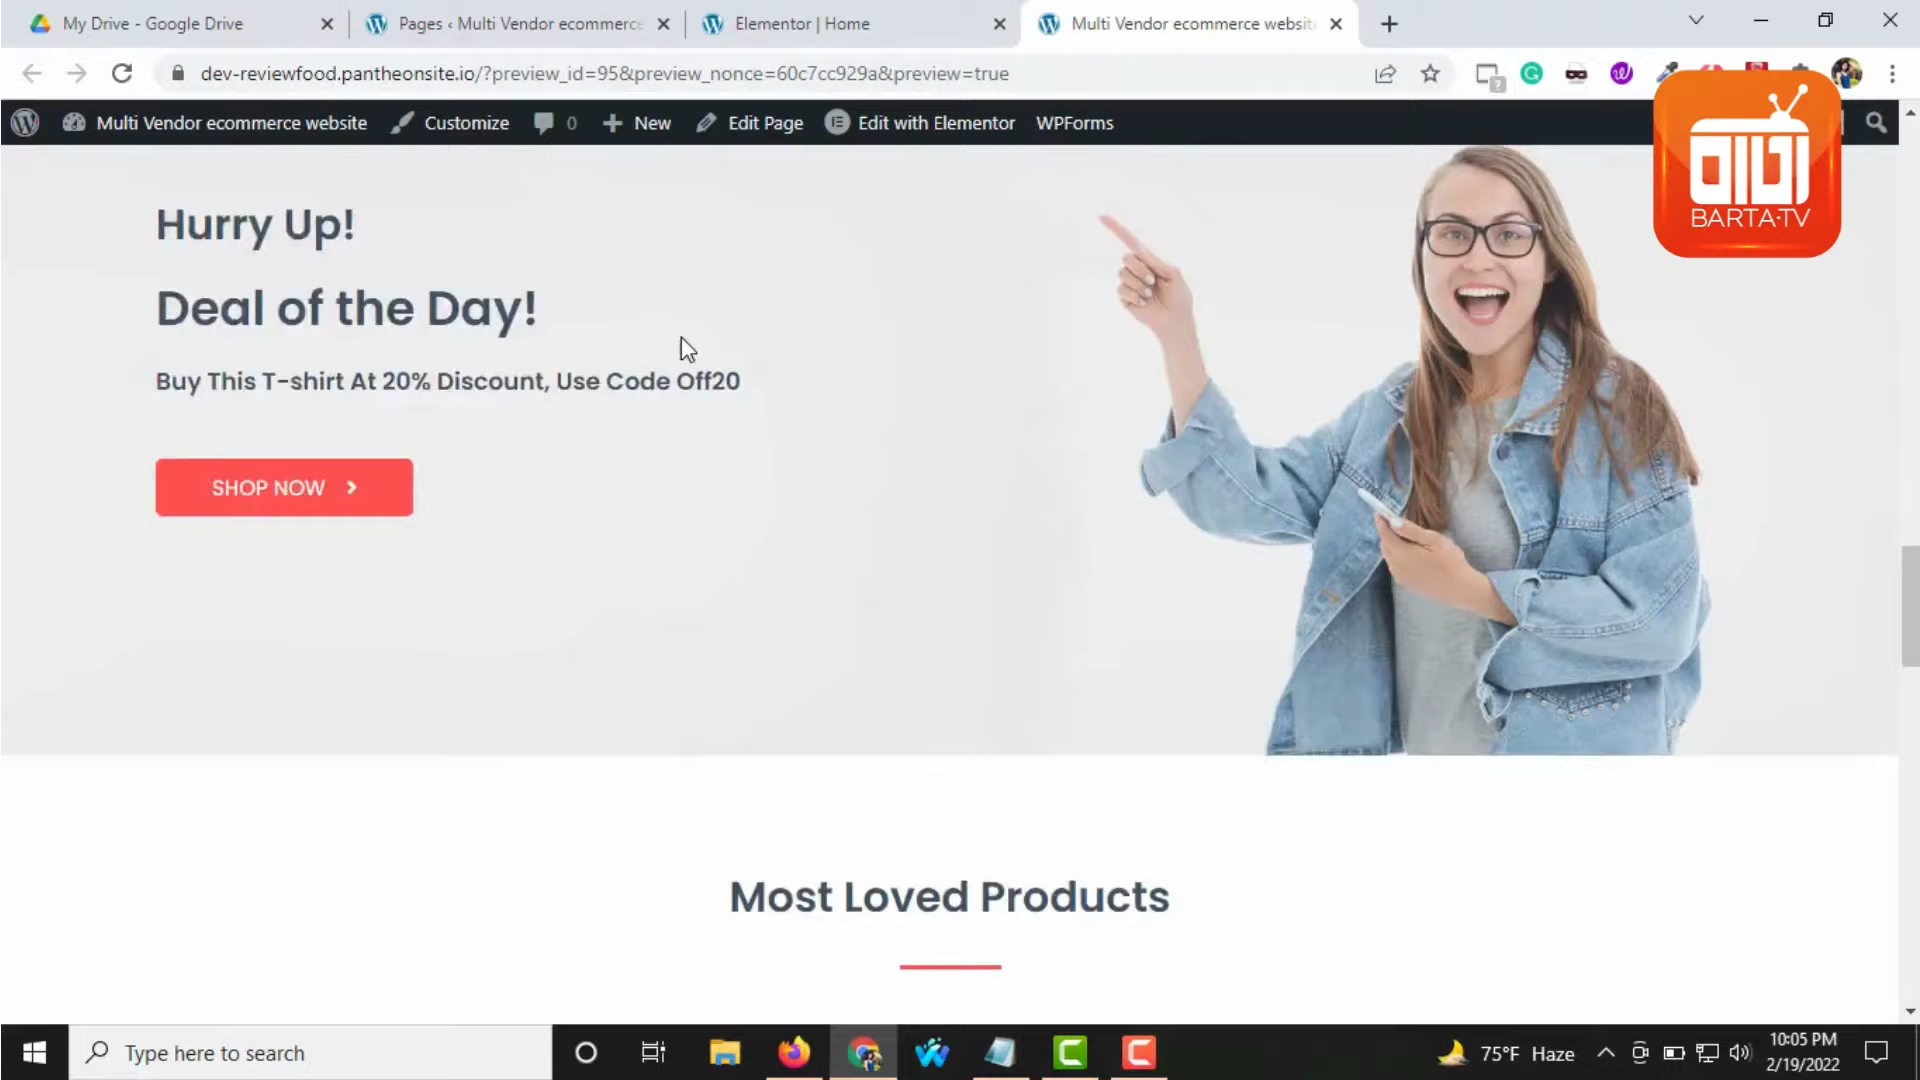 My Drive - Google Drive
Pages ‹ Multi Vendor ecommerce
Elementor | Home
Multi Vendor ecommerce websit
dev-reviewfood.pantheonsite.io/?preview_id=95&preview_nonce=60c7cc929a&preview=true
Multi Vendor ecommerce website
Customize
0
New
Edit Page
Edit with Elementor
WPForms
BARTA·TV
Hurry Up!
Deal of the Day!
Buy This T-shirt At 20% Discount, Use Code Off20
SHOP NOW
Most Loved Products
Type here to search
75°F Haze
10:05 PM
2/19/2022